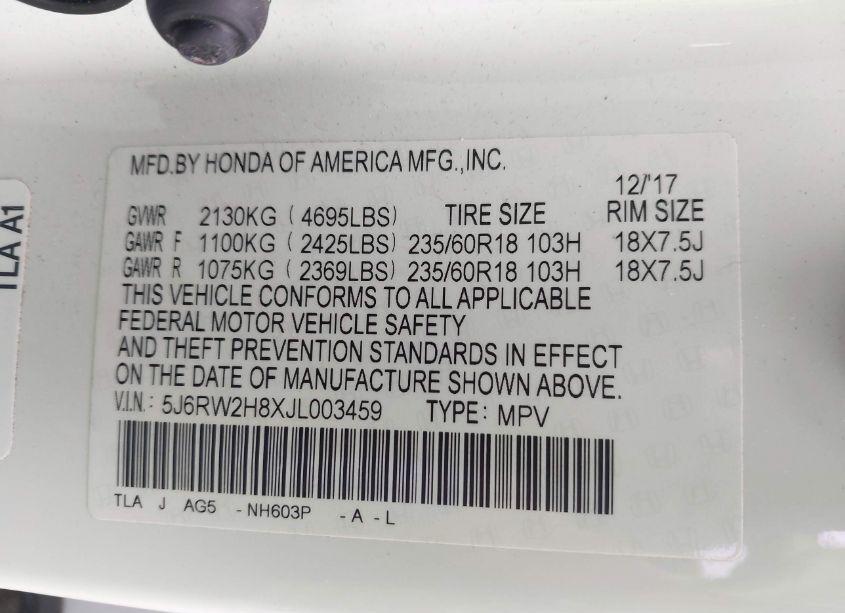 MFD.BY HONDA OF AMERICA MFG.,INC.
12/'17
GVWR 2130KG ( 4695LBS) TIRE SIZE RIM SIZE
GAWR F 1100KG ( 2425LBS) 235/60R18 103H 18X7.5J
GAWR R 1075KG ( 2369LBS) 235/60R18 103H 18X7.5J
THIS VEHICLE CONFORMS TO ALL APPLICABLE
FEDERAL MOTOR VEHICLE SAFETY
AND THEFT PREVENTION STANDARDS IN EFFECT
ON THE DATE OF MANUFACTURE SHOWN ABOVE.
V.I.N.: 5J6RW2H8XJL003459 TYPE: MPV
TLA J AG5 -NH603P -A -L
TLA A1